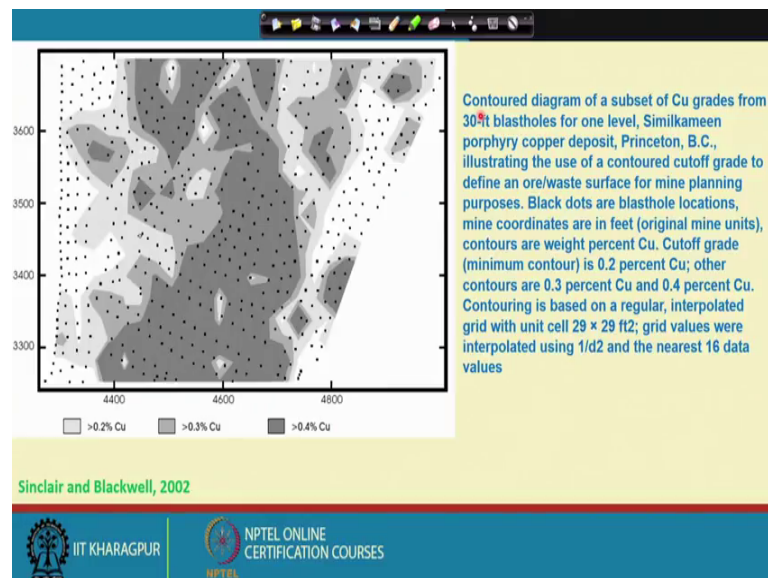 Contoured diagram of a subset of Cu grades from
30-ft blastholes for one level, Similkameen
porphyry copper deposit, Princeton, B.C.,
illustrating the use of a contoured cutoff grade to
define an ore/waste surface for mine planning
purposes. Black dots are blasthole locations,
mine coordinates are in feet (original mine units),
contours are weight percent Cu. Cutoff grade
(minimum contour) is 0.2 percent Cu; other
contours are 0.3 percent Cu and 0.4 percent Cu.
Contouring is based on a regular, interpolated
grid with unit cell 29 × 29 ft2; grid values were
interpolated using 1/d2 and the nearest 16 data
values
3600
3500
3400
3300
4400 4600 4800
>0.2% Cu >0.3% Cu >0.4% Cu
Sinclair and Blackwell, 2002
IIT KHARAGPUR
NPTEL ONLINE
CERTIFICATION COURSES
NPTEL